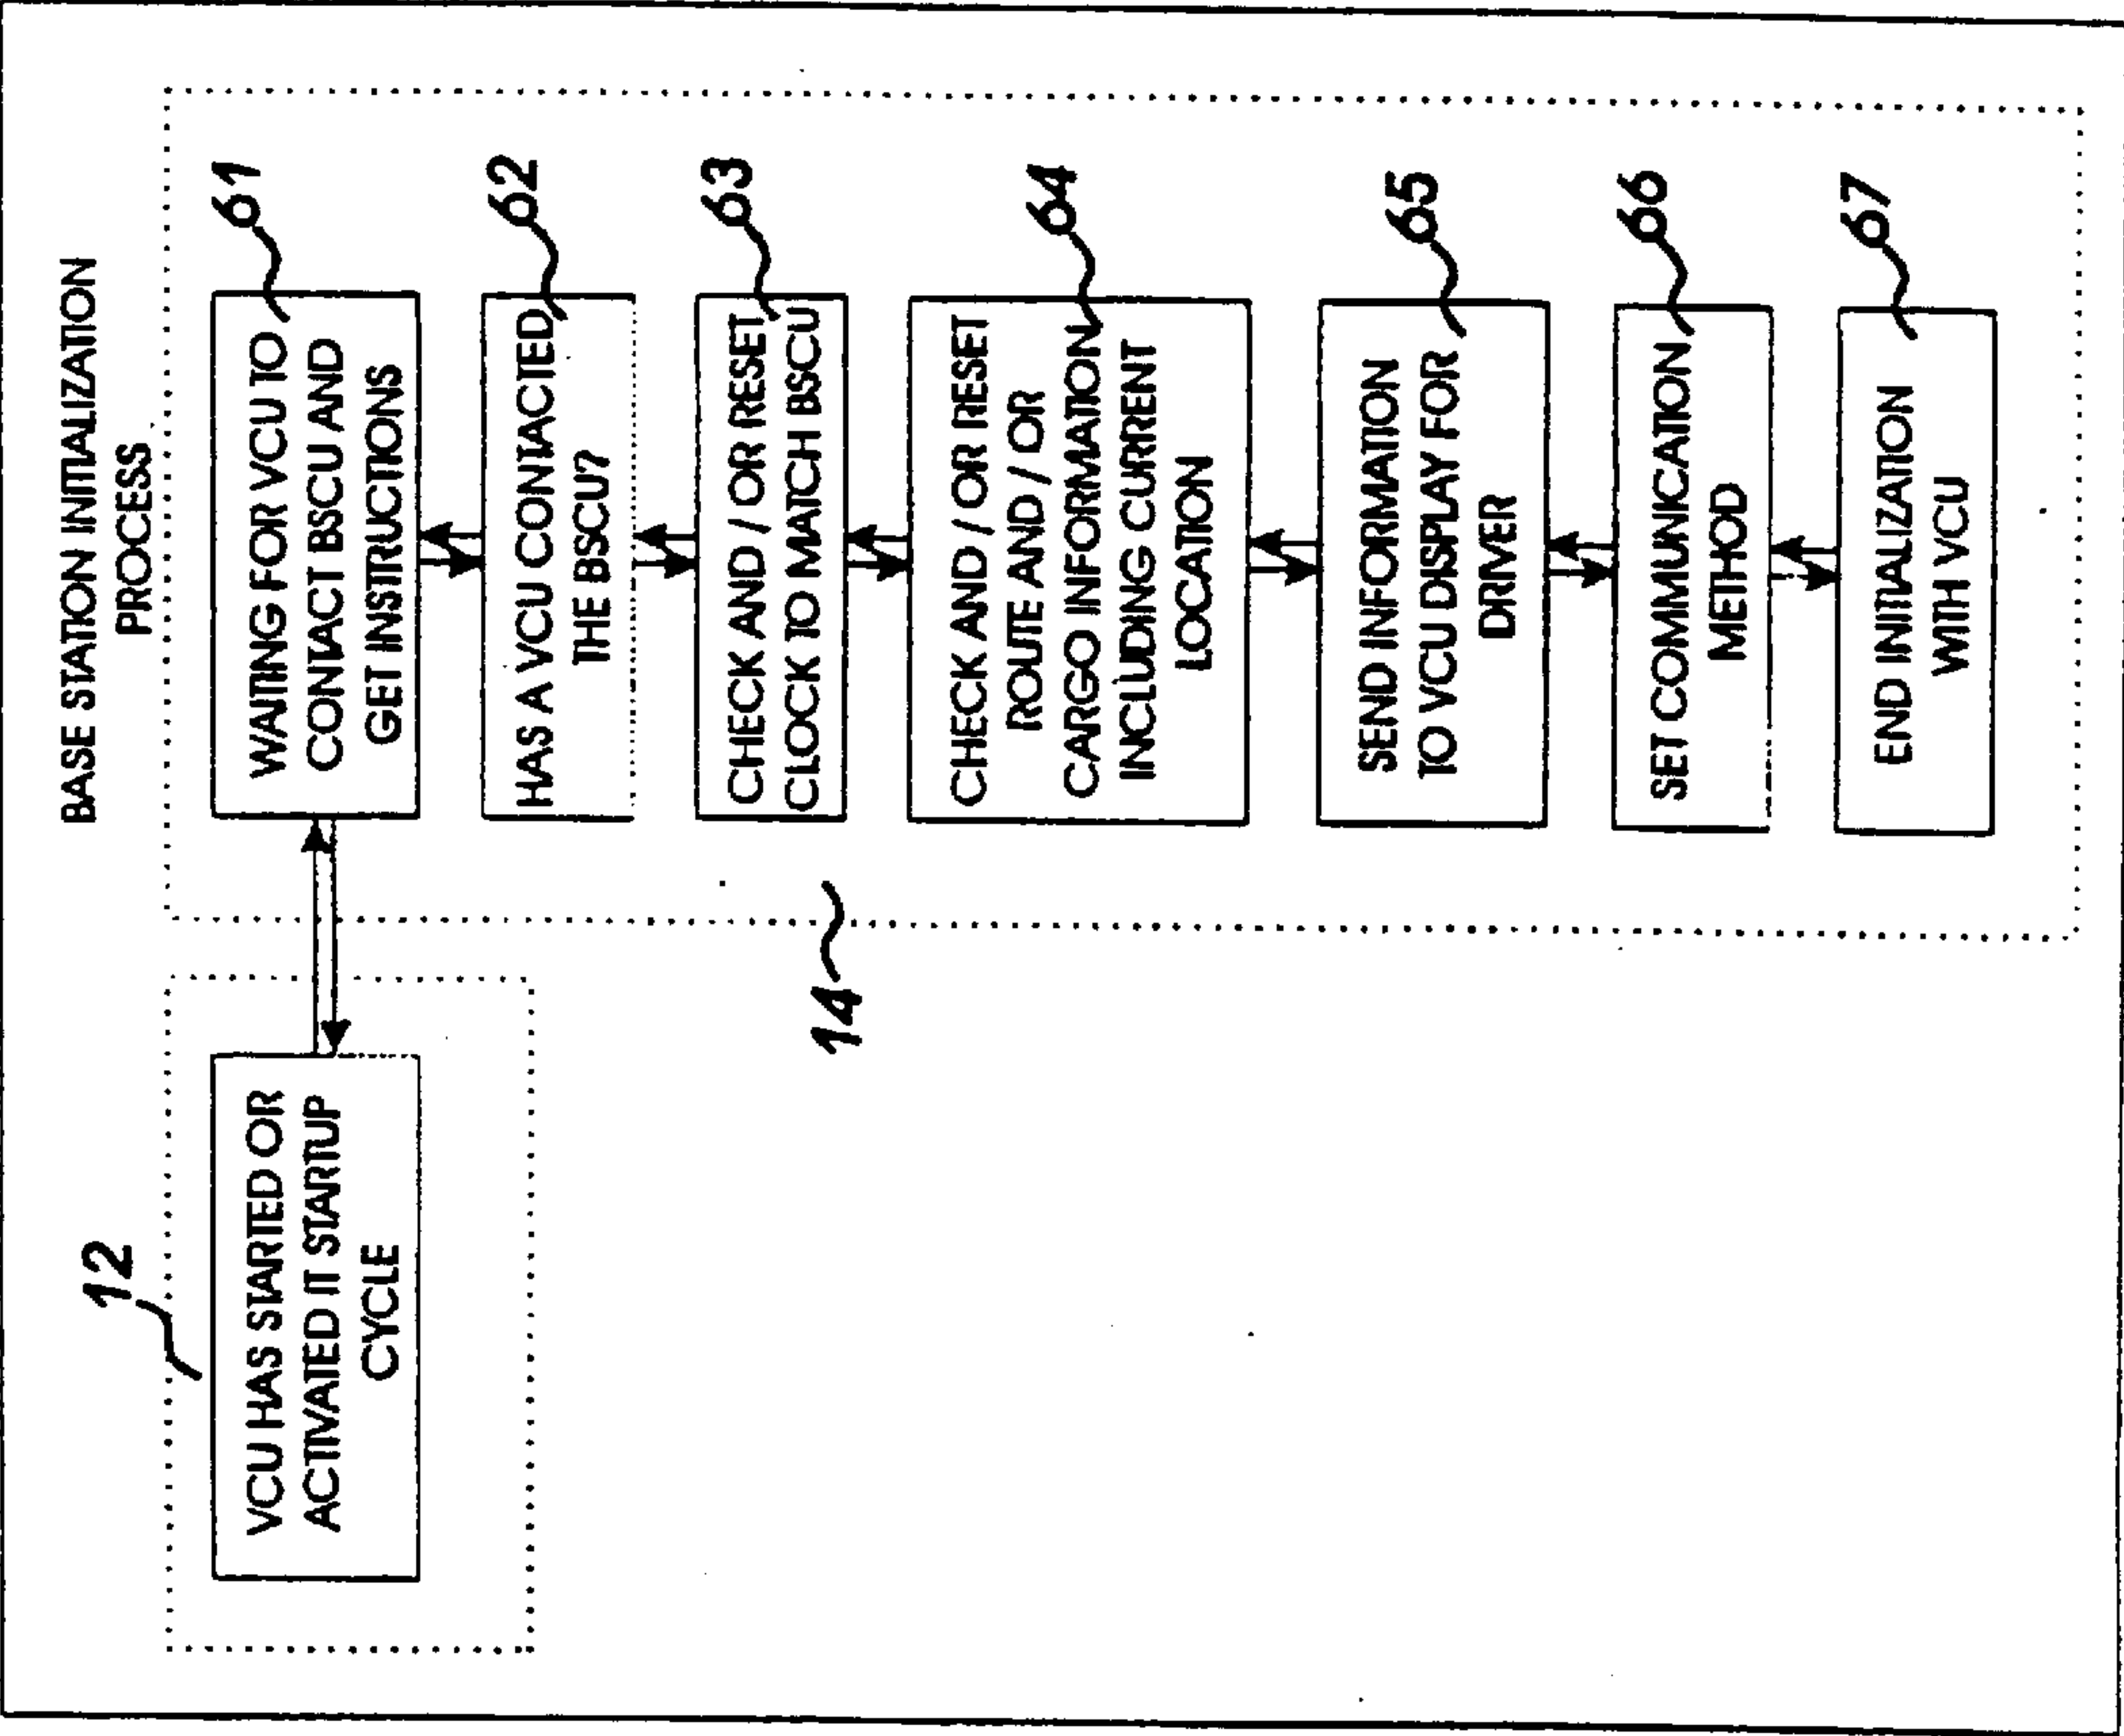 BASE STATION INITIALIZATION
PROCESS
12
VCU HAS STARTED OR
ACTIVATED IT STARTUP
CYCLE
14
WAITING FOR VCU TO
CONTACT BSCU AND
GET INSTRUCTIONS
61
HAS A VCU CONTACTED
THE BSCU?
62
CHECK AND / OR RESET
CLOCK TO MATCH BSCU
63
CHECK AND / OR RESET
ROUTE AND / OR
CARGO INFORMATION
INCLUDING CURRENT
LOCATION
64
SEND INFORMATION
TO VCU DISPLAY FOR
DRIVER
65
SET COMMUNICATION
METHOD
66
END INITIALIZATION
WITH VCU
67